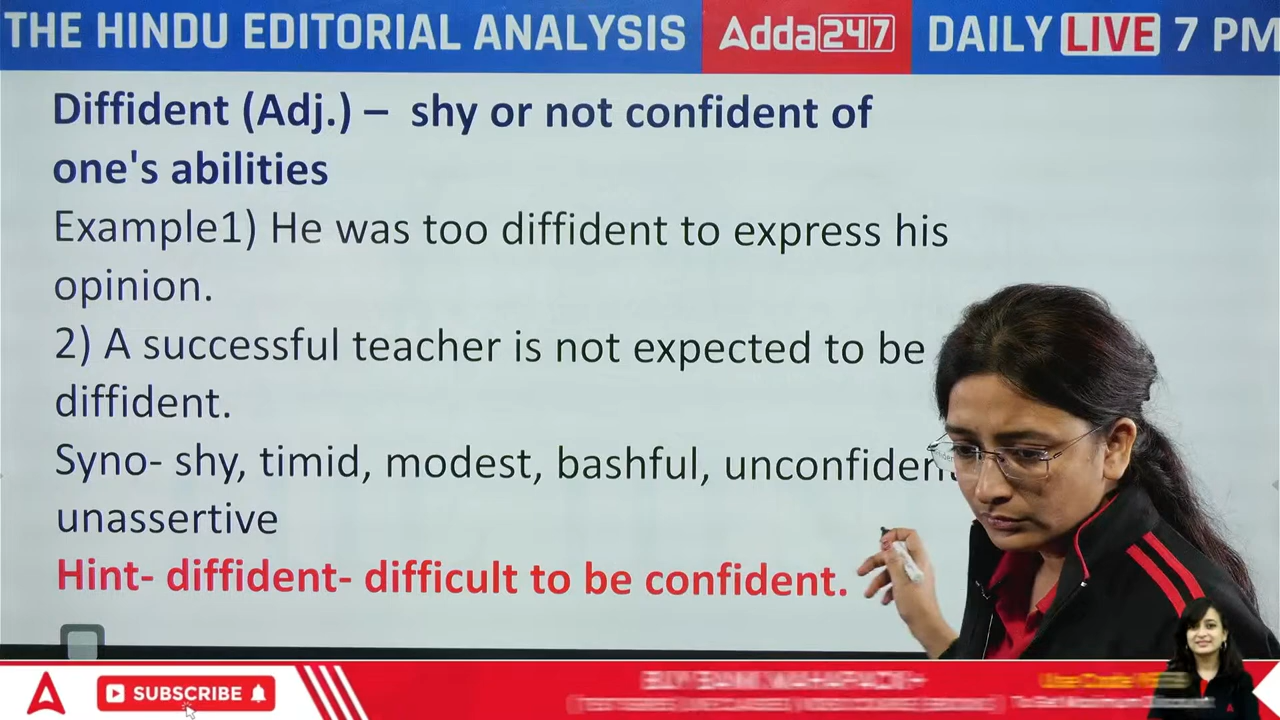 THE HINDU EDITORIAL ANALYSIS Adda247 DAILY LIVE 7 PM
Diffident (Adj.) – shy or not confident of
one's abilities
Example1) He was too diffident to express his
opinion.
2) A successful teacher is not expected to be
diffident.
Syno- shy, timid, modest, bashful, unconfident
unassertive
Hint- diffident- difficult to be confident.
SUBSCRIBE